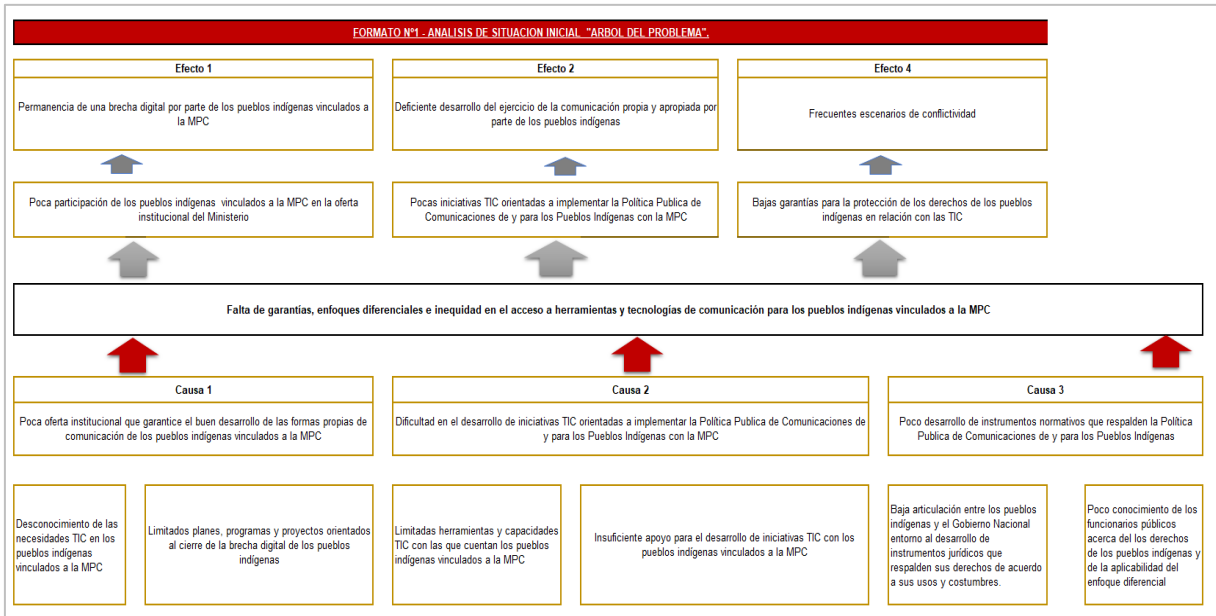 FORMATO Nº1 - ANALISIS DE SITUACION INICIAL "ARBOL DEL PROBLEMA".
Efecto 1
Permanencia de una brecha digital por parte de los pueblos indígenas vinculados a
la MPC
Efecto 2
Deficiente desarrollo del ejercicio de la comunicación propia y apropiada por
parte de los pueblos indígenas
Efecto 4
Frecuentes escenarios de conflictividad
Poca participación de los pueblos indígenas vinculados a la MPC en la oferta
institucional del Ministerio
Pocas iniciativas TIC orientadas a implementar la Política Publica de
Comunicaciones de y para los Pueblos Indígenas con la MPC
Bajas garantías para la protección de los derechos de los pueblos
indígenas en relación con las TIC
Falta de garantías, enfoques diferenciales e inequidad en el acceso a herramientas y tecnologías de comunicación para los pueblos indígenas vinculados a la MPC
Causa 1
Poca oferta institucional que garantice el buen desarrollo de las formas propias de
comunicación de los pueblos indígenas vinculados a la MPC
Causa 2
Dificultad en el desarrollo de iniciativas TIC orientadas a implementar la Política Publica de Comunicaciones de
y para los Pueblos Indígenas con la MPC
Causa 3
Poco desarrollo de instrumentos normativos que respalden la Política
Publica de Comunicaciones de y para los Pueblos Indígenas
Desconocimiento de las
necesidades TIC en los
pueblos indígenas
vinculados a la MPC
Limitados planes, programas y proyectos orientados
al cierre de la brecha digital de los pueblos
indígenas
Limitadas herramientas y capacidades
TIC con las que cuentan los pueblos
indígenas vinculados a la MPC
Insuficiente apoyo para el desarrollo de iniciativas TIC con los
pueblos indígenas vinculados a la MPC
Baja articulación entre los pueblos
indígenas y el Gobierno Nacional
entorno al desarrollo de
instrumentos jurídicos que
respalden sus derechos de acuerdo
a sus usos y costumbres.
Poco conocimiento de los
funcionarios públicos
acerca del los derechos
de los pueblos indígenas y
de la aplicabilidad del
enfoque diferencial